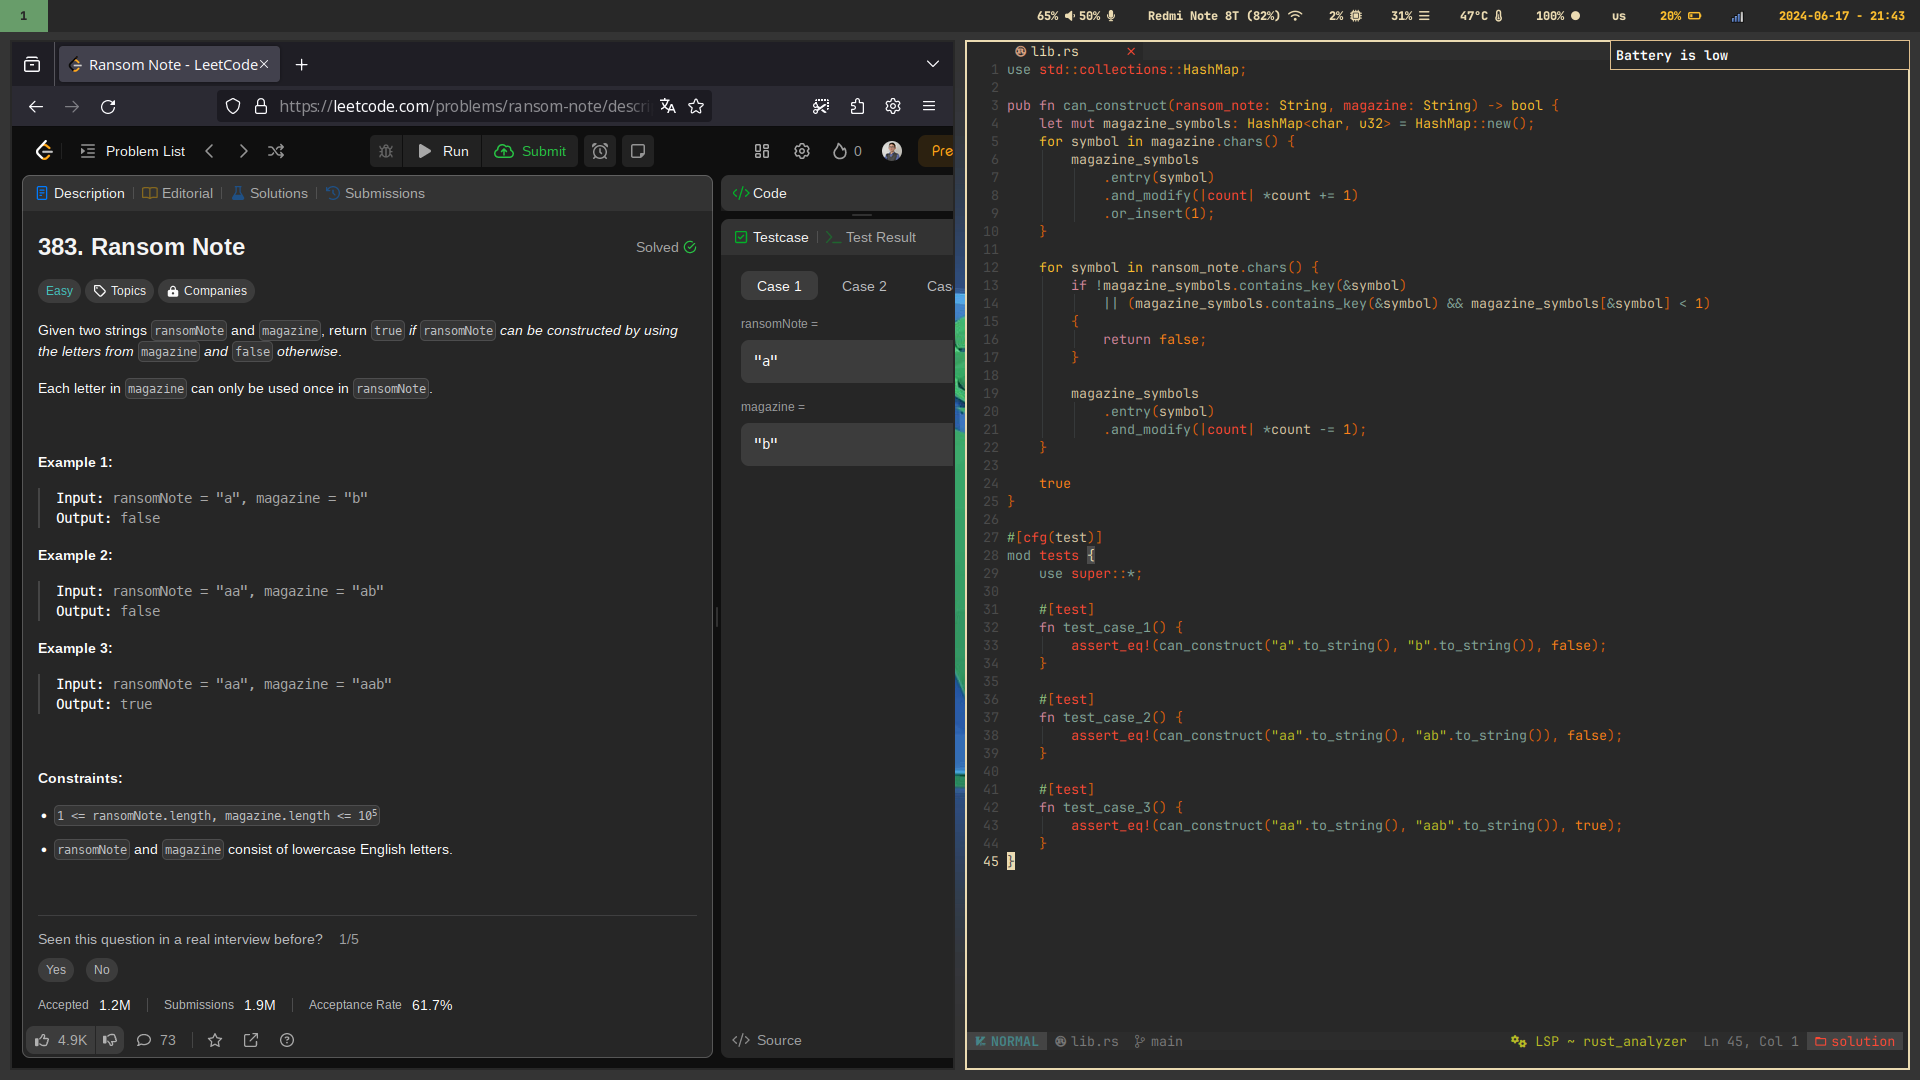 1
65% 50% Redmi Note 8T (82%) 2% 31% 47°C 100% us 20% 2024-06-17 - 21:43
Ransom Note - LeetCode
https://leetcode.com/problems/ransom-note/descri
Problem List
Run
Submit
0
Pre
Description
Editorial
Solutions
Submissions
383. Ransom Note
Solved
Easy
Topics
Companies
Given two strings ransomNote and magazine, return true if ransomNote can be constructed by using
the letters from magazine and false otherwise.
Each letter in magazine can only be used once in ransomNote.
Example 1:
Input: ransomNote = "a", magazine = "b"
Output: false
Example 2:
Input: ransomNote = "aa", magazine = "ab"
Output: false
Example 3:
Input: ransomNote = "aa", magazine = "aab"
Output: true
Constraints:
• 1 <= ransomNote.length, magazine.length <= 10⁵
• ransomNote and magazine consist of lowercase English letters.
Seen this question in a real interview before? 1/5
Yes
No
Accepted 1.2M
Submissions 1.9M
Acceptance Rate 61.7%
4.9K
73
</> Code
Testcase
>_ Test Result
Case 1
Case 2
Cas
ransomNote =
"a"
magazine =
"b"
</> Source
lib.rs
Battery is low
1 use std::collections::HashMap;
2
3 pub fn can_construct(ransom_note: String, magazine: String) -> bool {
4 let mut magazine_symbols: HashMap<char, u32> = HashMap::new();
5 for symbol in magazine.chars() {
6 magazine_symbols
7 .entry(symbol)
8 .and_modify(|count| *count += 1)
9 .or_insert(1);
10 }
11
12 for symbol in ransom_note.chars() {
13 if !magazine_symbols.contains_key(&symbol)
14 || (magazine_symbols.contains_key(&symbol) && magazine_symbols[&symbol] < 1)
15 {
16 return false;
17 }
18
19 magazine_symbols
20 .entry(symbol)
21 .and_modify(|count| *count -= 1);
22 }
23
24 true
25 }
26
27 #[cfg(test)]
28 mod tests {
29 use super::*;
30
31 #[test]
32 fn test_case_1() {
33 assert_eq!(can_construct("a".to_string(), "b".to_string()), false);
34 }
35
36 #[test]
37 fn test_case_2() {
38 assert_eq!(can_construct("aa".to_string(), "ab".to_string()), false);
39 }
40
41 #[test]
42 fn test_case_3() {
43 assert_eq!(can_construct("aa".to_string(), "aab".to_string()), true);
44 }
45 }
NORMAL lib.rs main
LSP ~ rust_analyzer Ln 45, Col 1 solution